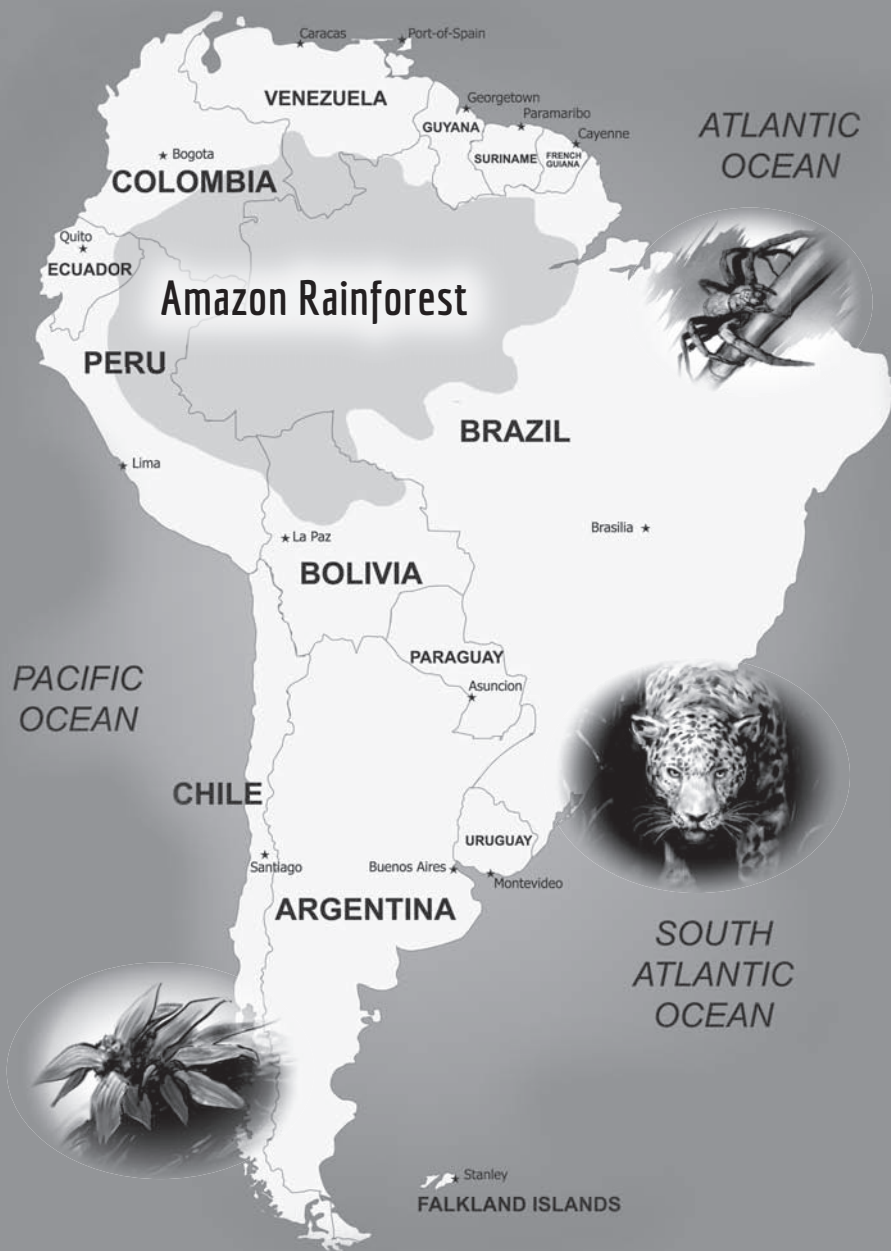 Caracas
Port-of-Spain
VENEZUELA
Georgetown
Paramaribo
GUYANA
Cayenne
SURINAME
FRENCH
GUIANA
ATLANTIC
OCEAN
Bogota
COLOMBIA
Quito
ECUADOR
Amazon Rainforest
PERU
BRAZIL
Lima
Brasilia
La Paz
BOLIVIA
PARAGUAY
Asuncion
PACIFIC
OCEAN
CHILE
URUGUAY
Santiago
Buenos Aires
Montevideo
ARGENTINA
SOUTH
ATLANTIC
OCEAN
Stanley
FALKLAND ISLANDS